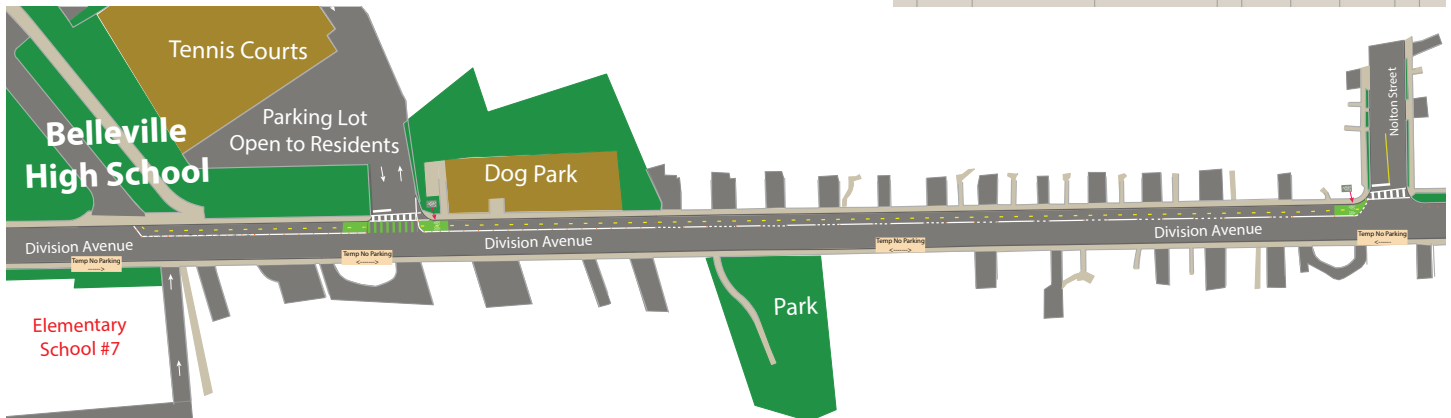 Tennis Courts
Parking Lot
Open to Residents
Belleville
High School
Dog Park
Nolton Street
Division Avenue
Division Avenue
Division Avenue
Temp No Parking
------>
Temp No Parking
<------>
Temp No Parking
<------>
Temp No Parking
<-----
Park
Elementary
School #7